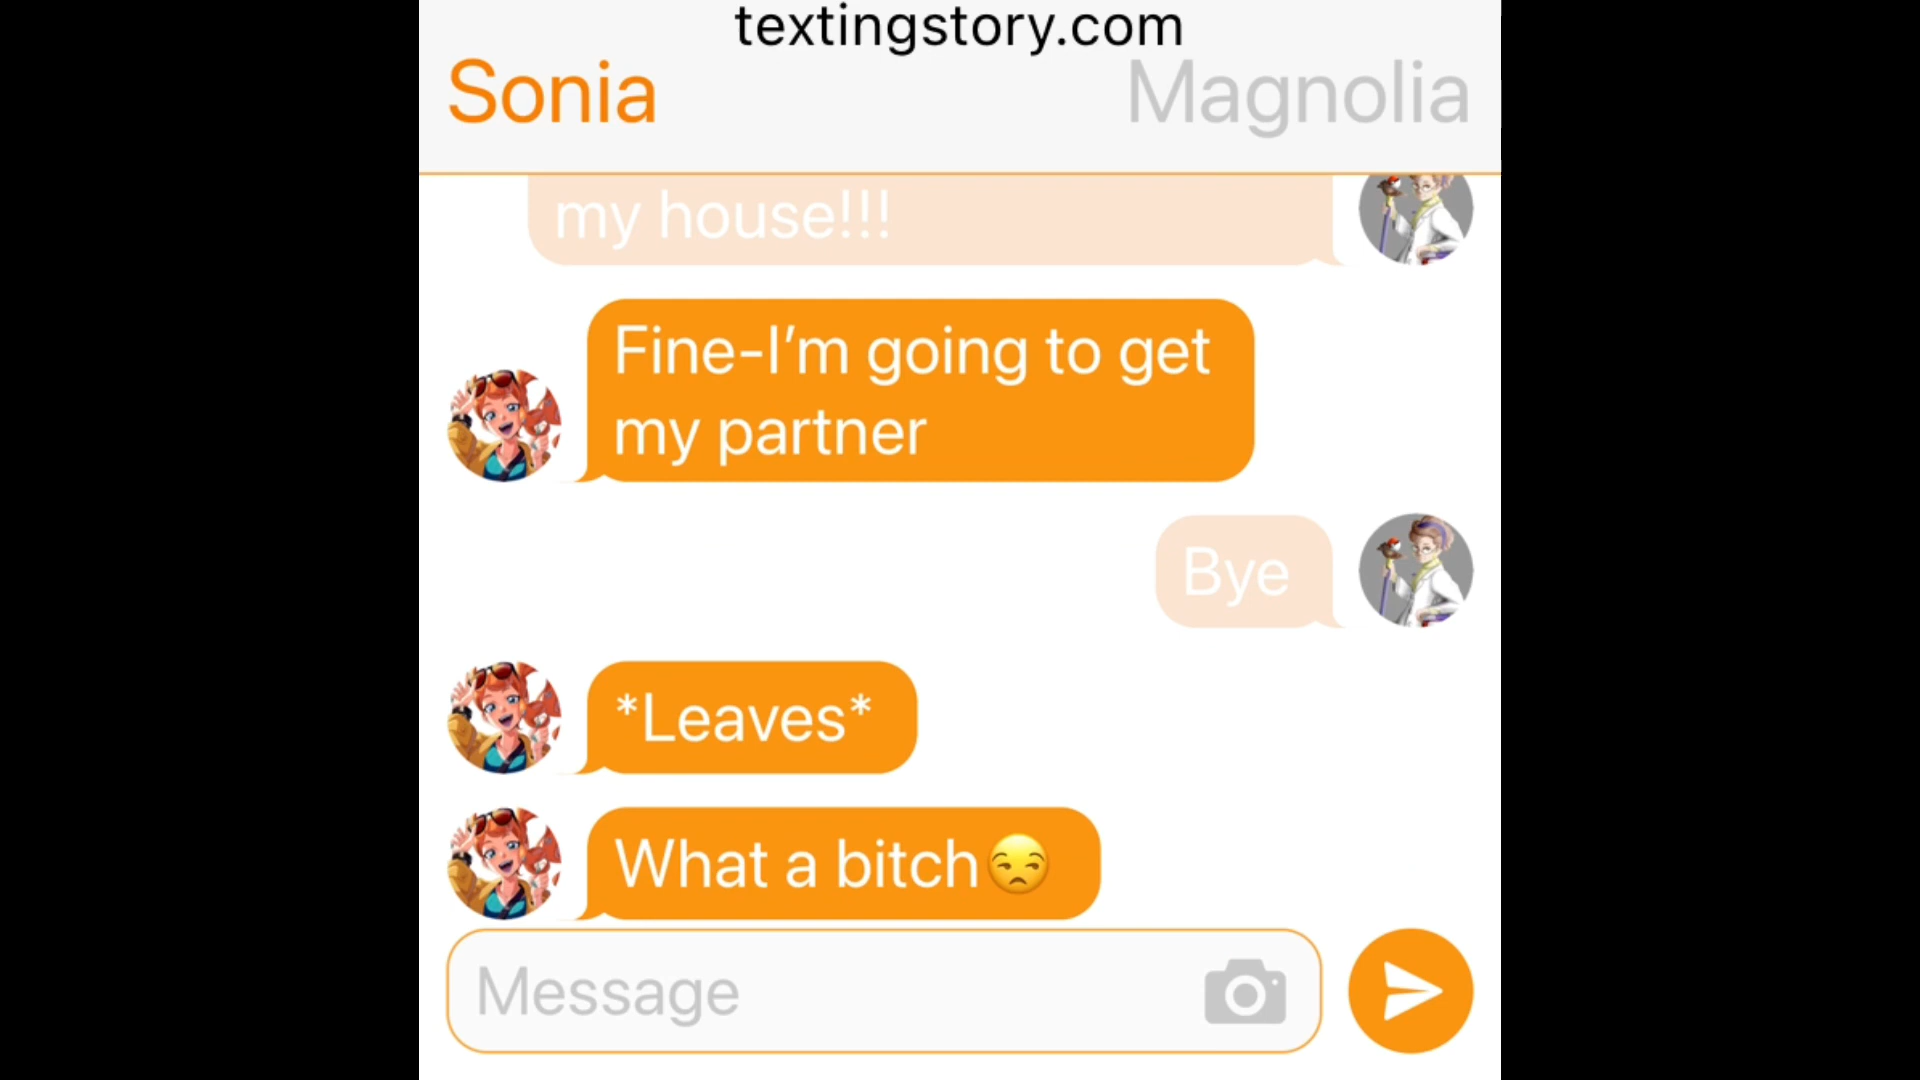 textingstory.com
Sonia
Magnolia
my house!!!
Fine-I’m going to get
my partner
Bye
*Leaves*
What a bitch😒
Message